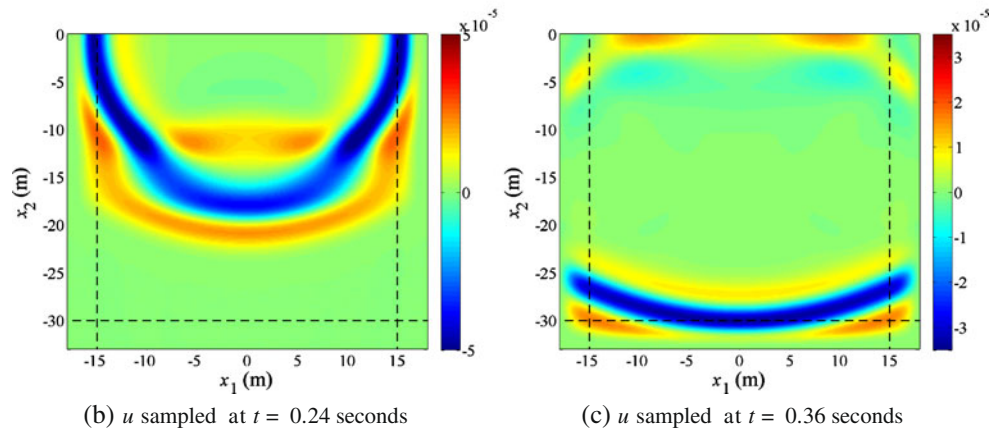 x 10⁻⁵
5
0
-5
0
-5
-10
-15
-20
-25
-30
x₂ (m)
-15 -10 -5 0 5 10 15
x₁ (m)
(b) u sampled at t = 0.24 seconds
x 10⁻⁵
3
2
1
0
-1
-2
-3
0
-5
-10
-15
-20
-25
-30
x₂ (m)
-15 -10 -5 0 5 10 15
x₁ (m)
(c) u sampled at t = 0.36 seconds